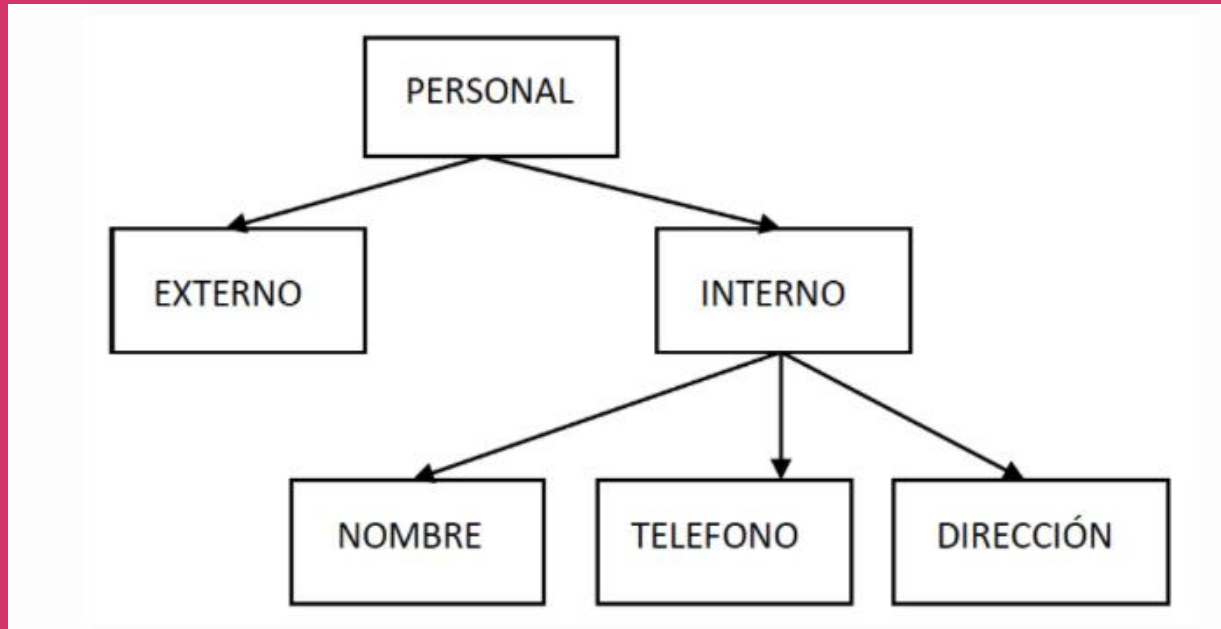 PERSONAL
EXTERNO
INTERNO
NOMBRE
TELEFONO
DIRECCIÓN